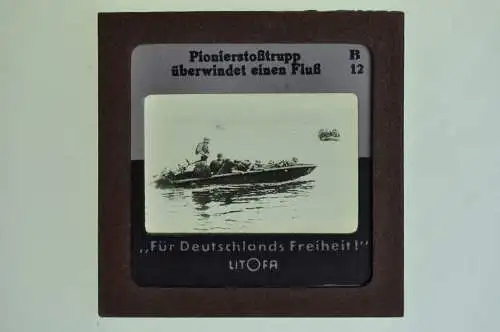 Pionierstoßtrupp
überwindet einen Fluß
B
12
„Für Deutschlands Freiheit!"
LITOFA